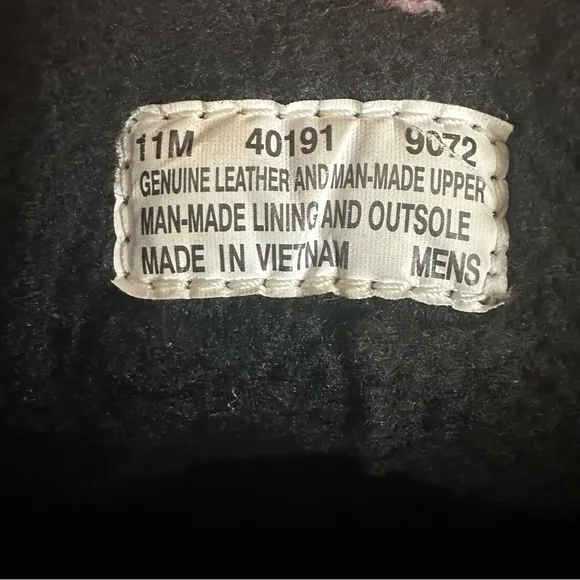 11M 40191 9072
GENUINE LEATHER AND MAN-MADE UPPER
MAN-MADE LINING AND OUTSOLE
MADE IN VIETNAM MENS